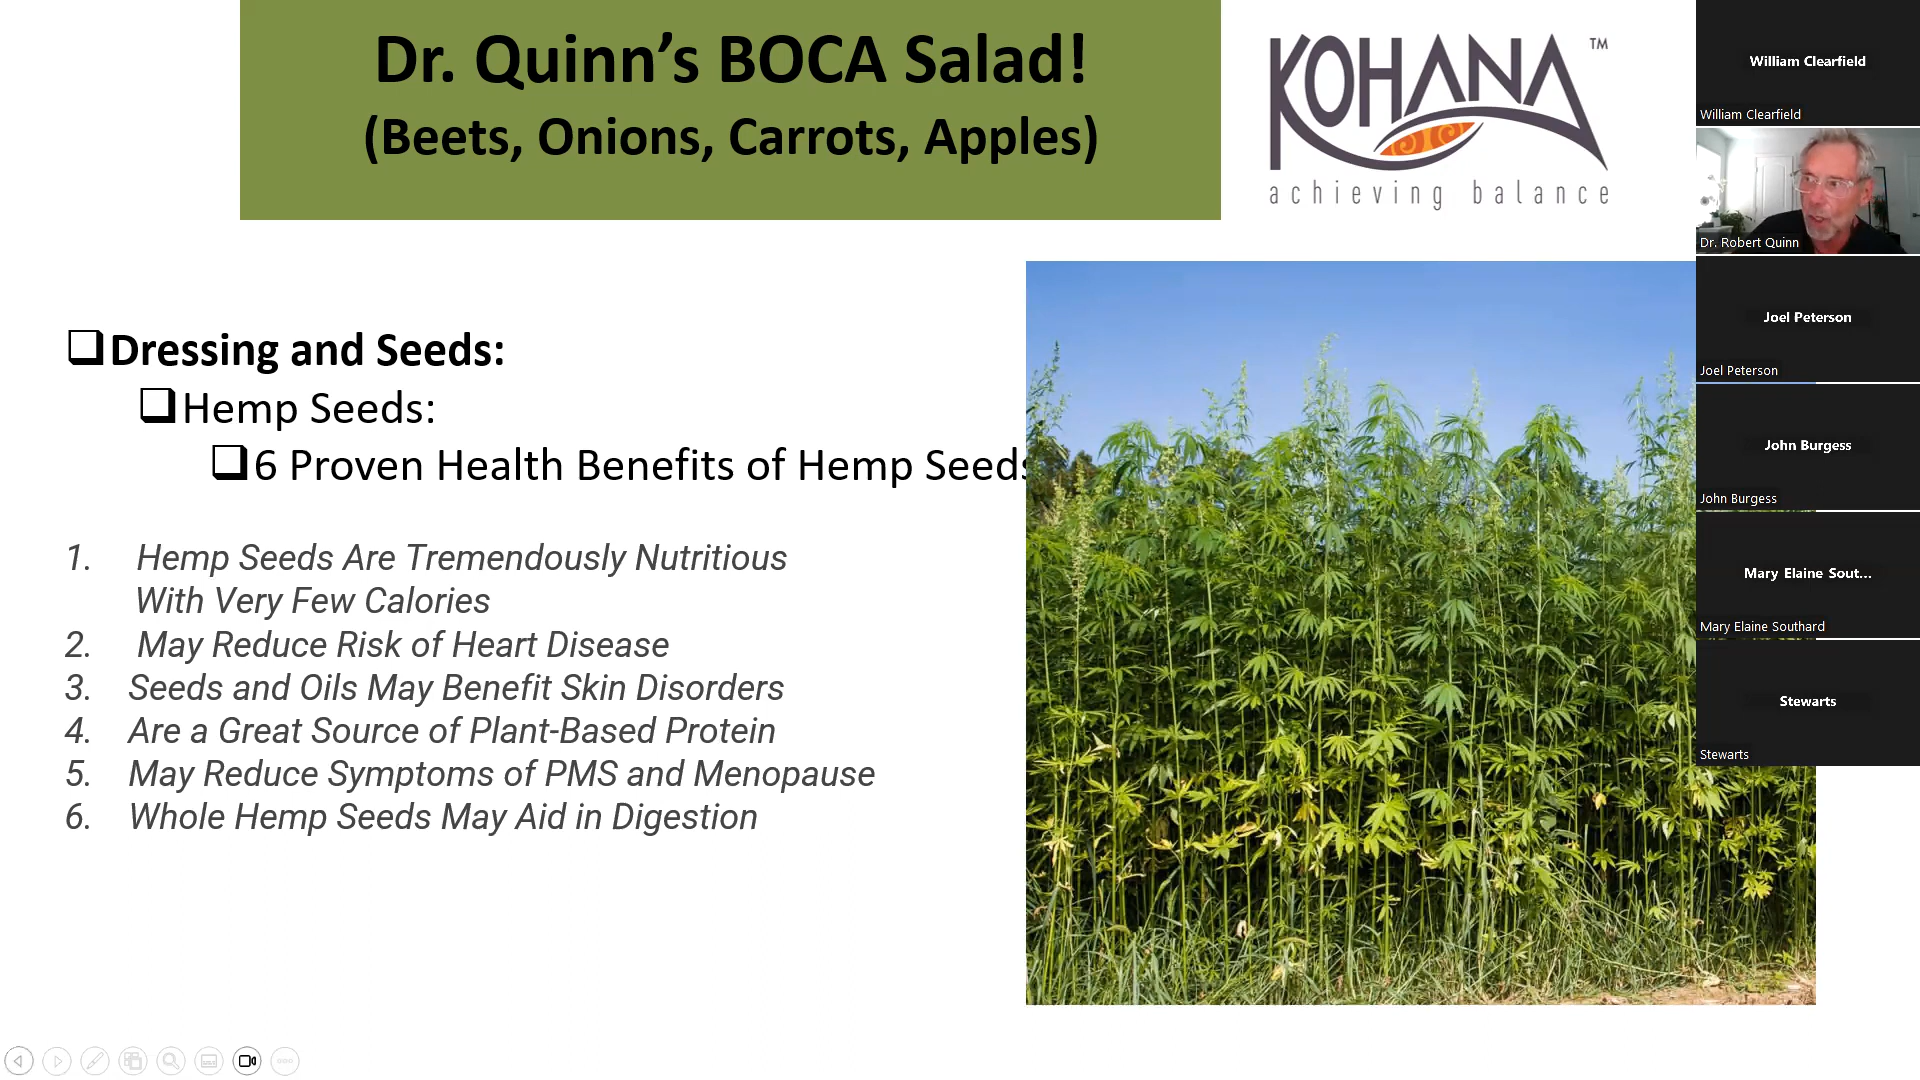 Dr. Quinn’s BOCA Salad!
(Beets, Onions, Carrots, Apples)
KOHANA™
achieving balance
Dressing and Seeds:
Hemp Seeds:
6 Proven Health Benefits of Hemp Seeds
1. Hemp Seeds Are Tremendously Nutritious
With Very Few Calories
2. May Reduce Risk of Heart Disease
3. Seeds and Oils May Benefit Skin Disorders
4. Are a Great Source of Plant-Based Protein
5. May Reduce Symptoms of PMS and Menopause
6. Whole Hemp Seeds May Aid in Digestion
William Clearfield
William Clearfield
Dr. Robert Quinn
Joel Peterson
Joel Peterson
John Burgess
John Burgess
Mary Elaine Sout...
Mary Elaine Southard
Stewarts
Stewarts